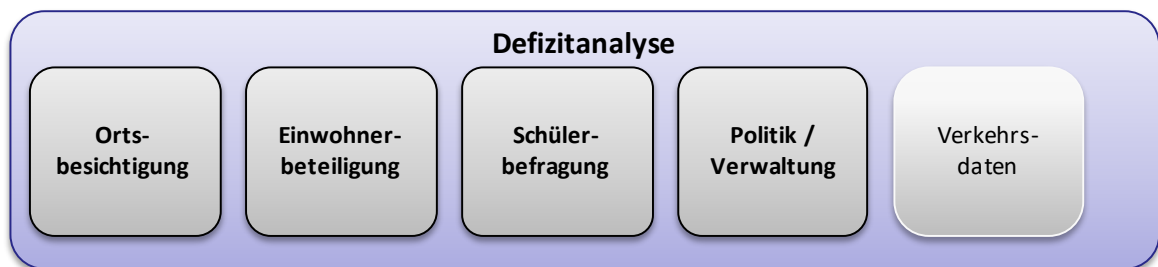 Defizitanalyse
Orts-
besichtigung
Einwohner-
beteiligung
Schüler-
befragung
Politik /
Verwaltung
Verkehrs-
daten